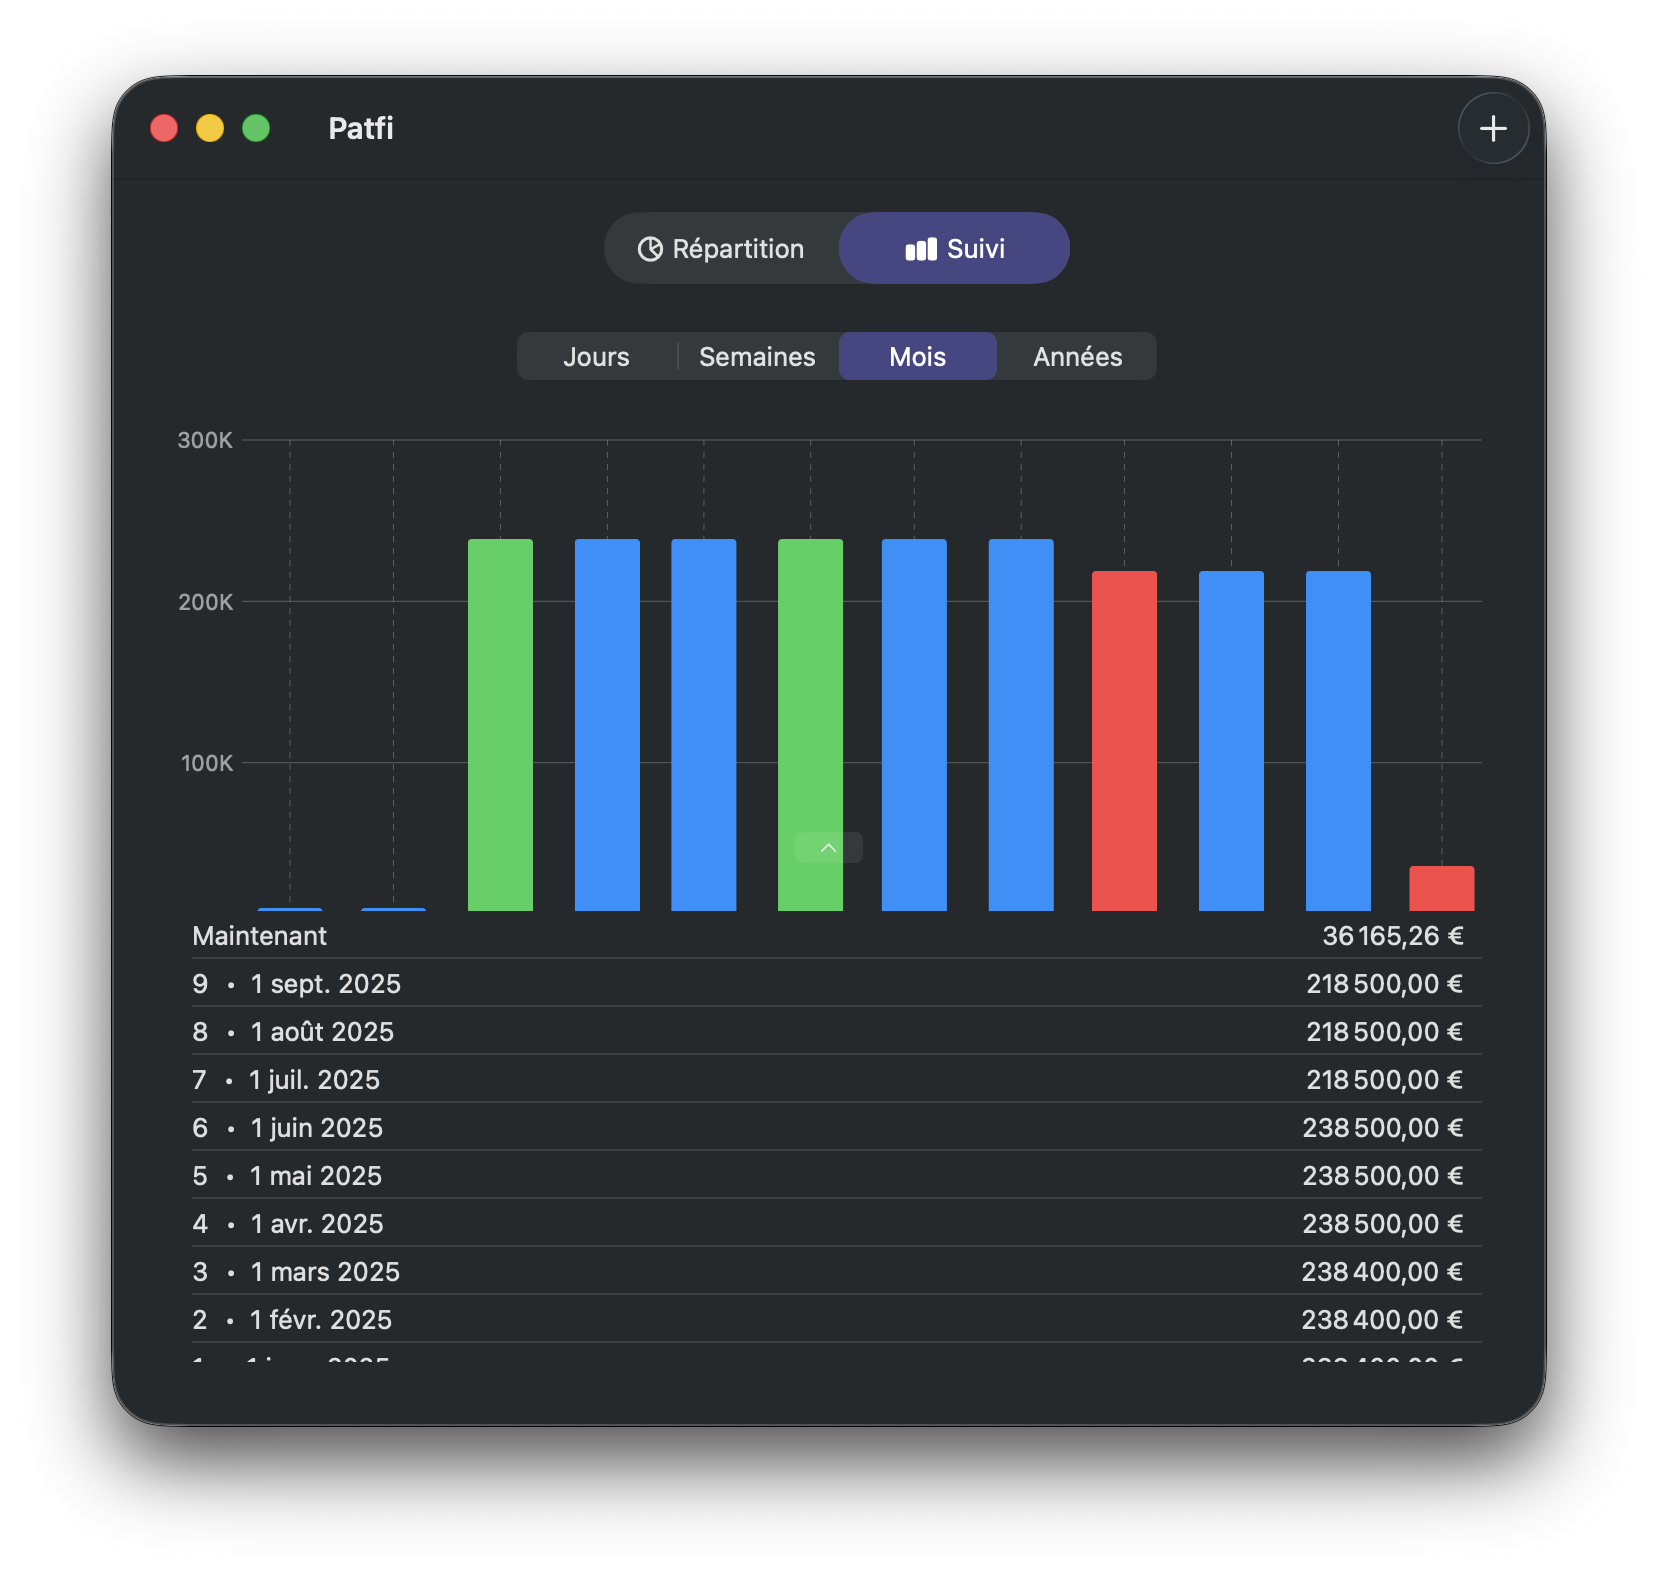 Patfi
Répartition
Suivi
Jours
Semaines
Mois
Années
300K
200K
100K
Maintenant 36 165,26 €
9 • 1 sept. 2025 218 500,00 €
8 • 1 août 2025 218 500,00 €
7 • 1 juil. 2025 218 500,00 €
6 • 1 juin 2025 238 500,00 €
5 • 1 mai 2025 238 500,00 €
4 • 1 avr. 2025 238 500,00 €
3 • 1 mars 2025 238 400,00 €
2 • 1 févr. 2025 238 400,00 €